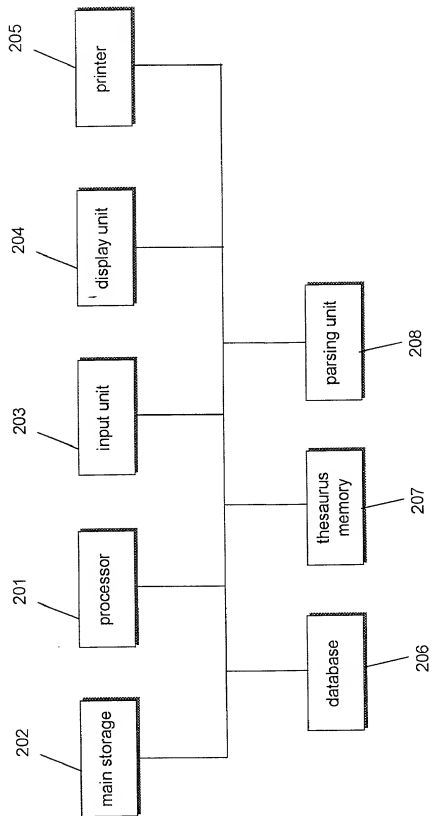 202
201
203
204
205
main storage
processor
input unit
display unit
printer
database
thesaurus
memory
parsing unit
206
207
208